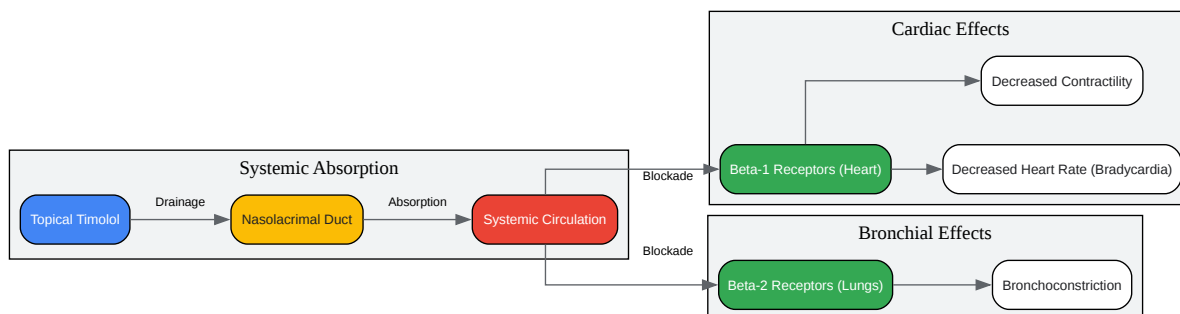 Cardiac Effects
Decreased Contractility
Systemic Absorption
Beta-1 Receptors (Heart)
Decreased Heart Rate (Bradycardia)
Blockade
Topical Timolol
Drainage
Nasolacrimal Duct
Absorption
Systemic Circulation
Bronchial Effects
Blockade
Beta-2 Receptors (Lungs)
Bronchoconstriction